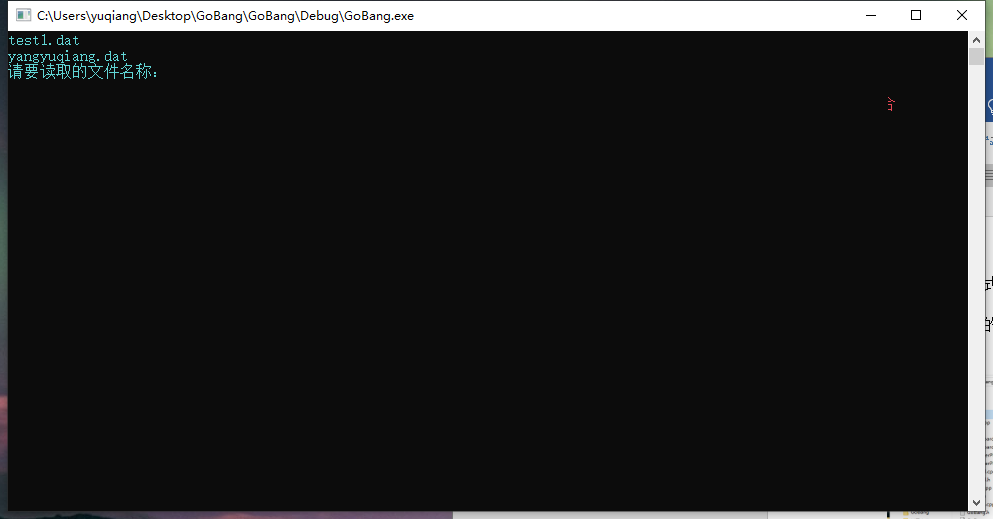 C:\Users\yuqiang\Desktop\GoBang\GoBang\Debug\GoBang.exe
test1.dat
yangyuqiang.dat
请要读取的文件名称: